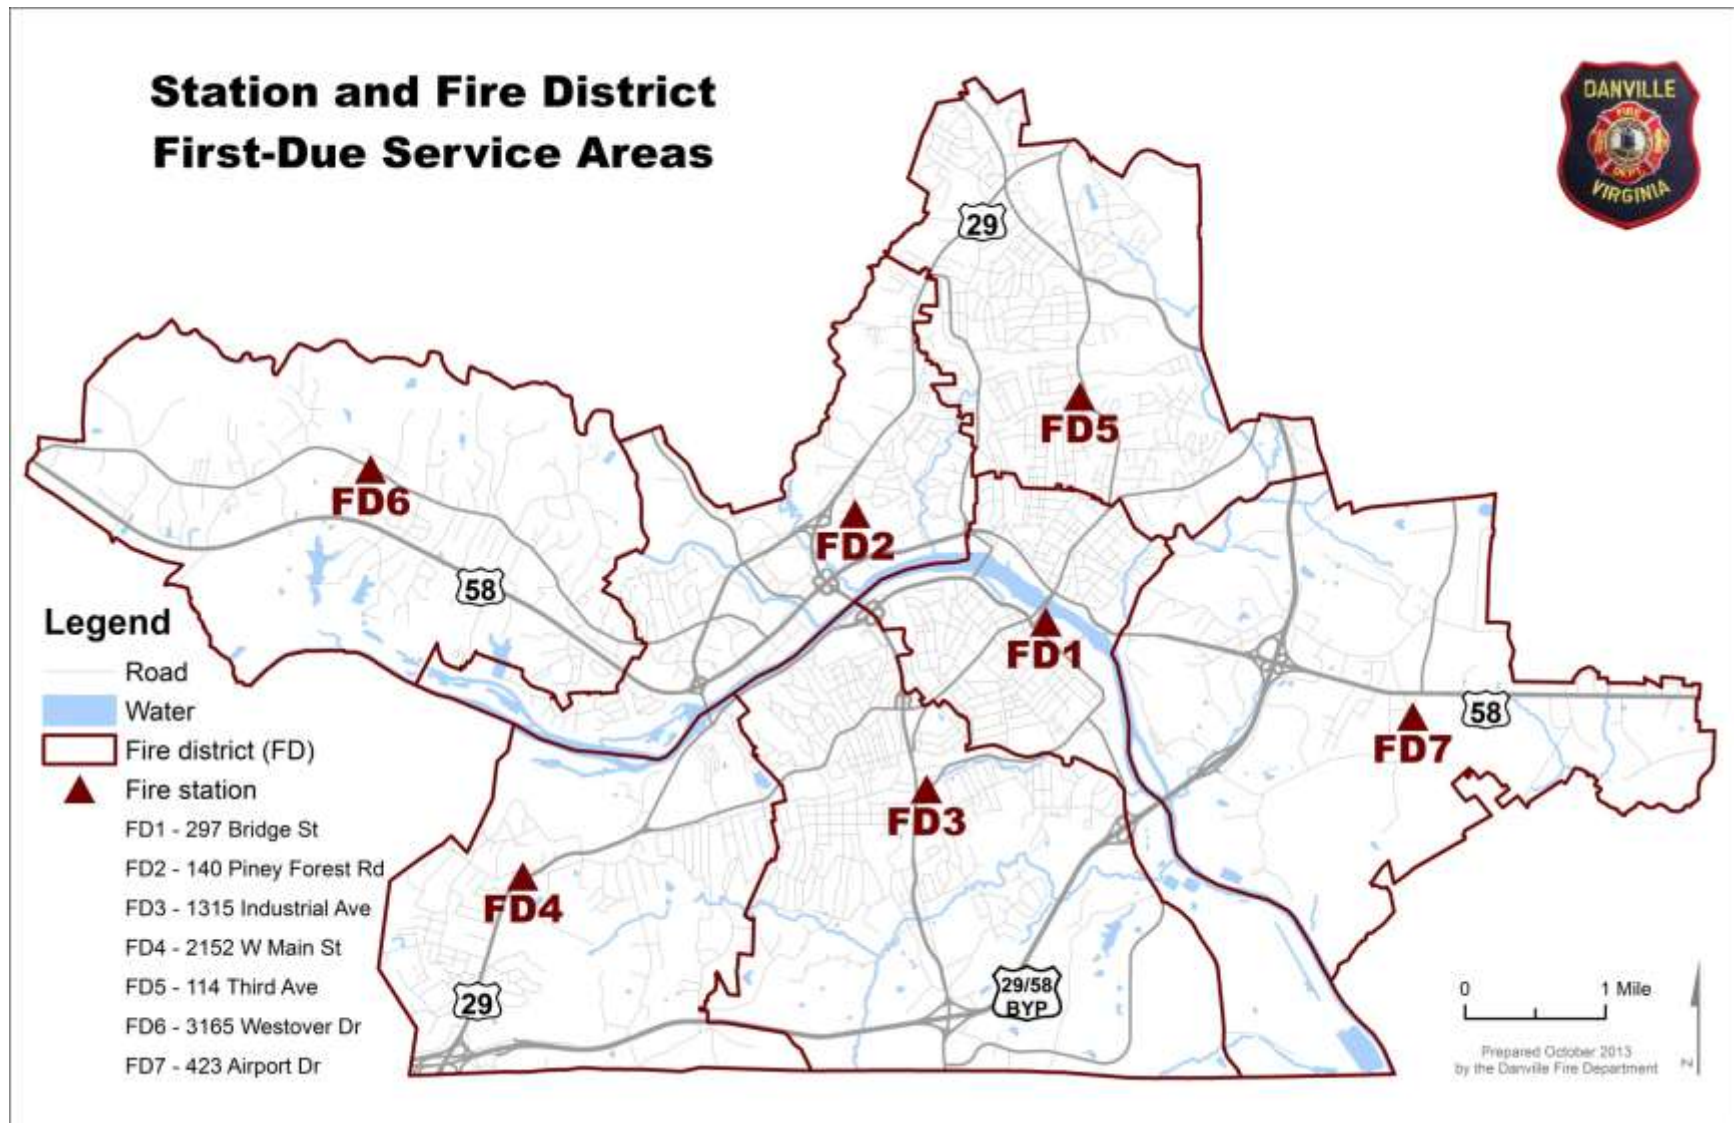 Station and Fire District
First-Due Service Areas
DANVILLE
FIRE
DEPT.
VIRGINIA
29
FD5
FD6
FD2
58
FD1
58
FD7
FD3
FD4
29
29/58
BYP
Legend
Road
Water
Fire district (FD)
Fire station
FD1 - 297 Bridge St
FD2 - 140 Piney Forest Rd
FD3 - 1315 Industrial Ave
FD4 - 2152 W Main St
FD5 - 114 Third Ave
FD6 - 3165 Westover Dr
FD7 - 423 Airport Dr
0 1 Mile
Prepared October 2013
by the Danville Fire Department
N